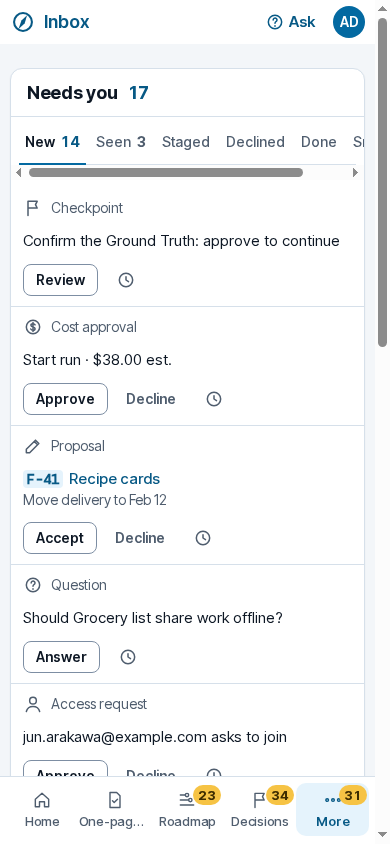 Inbox
Ask
AD
Needs you 17
New 14 Seen 3 Staged Declined Done
Checkpoint
Confirm the Ground Truth: approve to continue
Review
Cost approval
Start run · $38.00 est.
Approve Decline
Proposal
F-41 Recipe cards
Move delivery to Feb 12
Accept Decline
Question
Should Grocery list share work offline?
Answer
Access request
jun.arakawa@example.com asks to join
Approve Decline
23 34 31
Home One-pag... Roadmap Decisions More